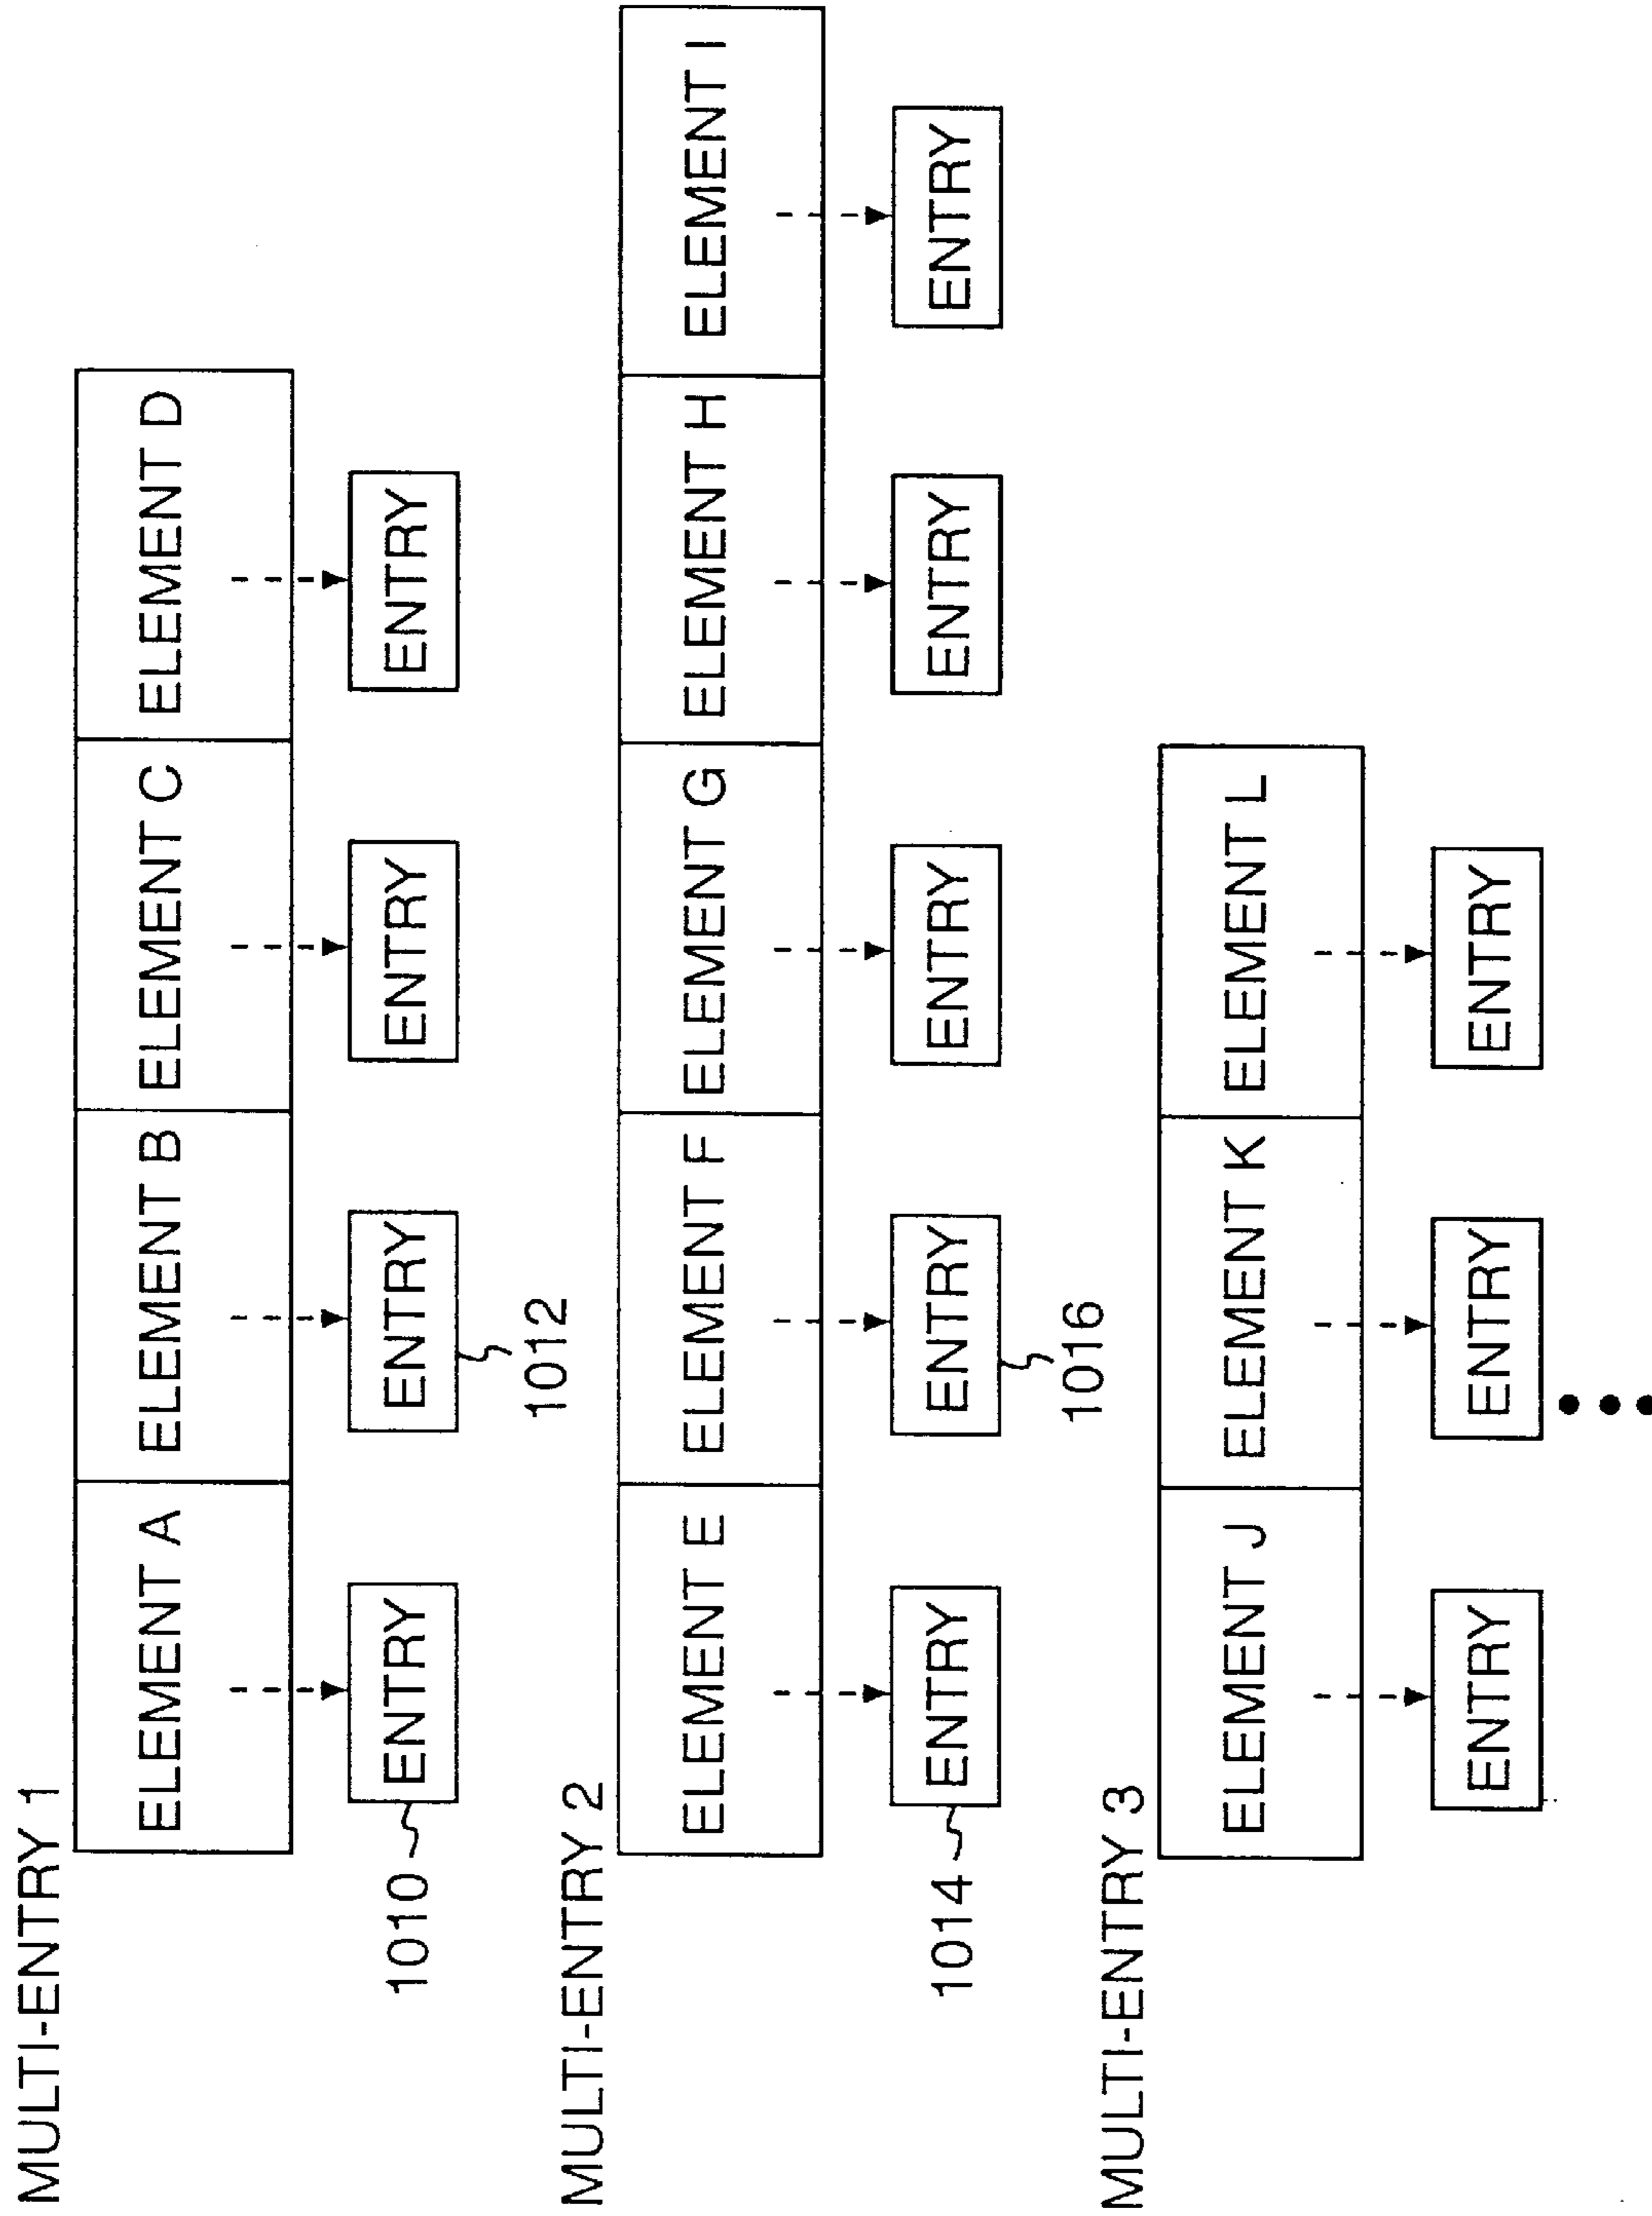 MULTI-ENTRY 1
ELEMENT A ELEMENT B ELEMENT C ELEMENT D
1010 ENTRY ENTRY ENTRY ENTRY
1012
MULTI-ENTRY 2
ELEMENT E ELEMENT F ELEMENT G ELEMENT H ELEMENT I
1014 ENTRY ENTRY ENTRY ENTRY ENTRY
1016
MULTI-ENTRY 3
ELEMENT J ELEMENT K ELEMENT L
ENTRY ENTRY ENTRY